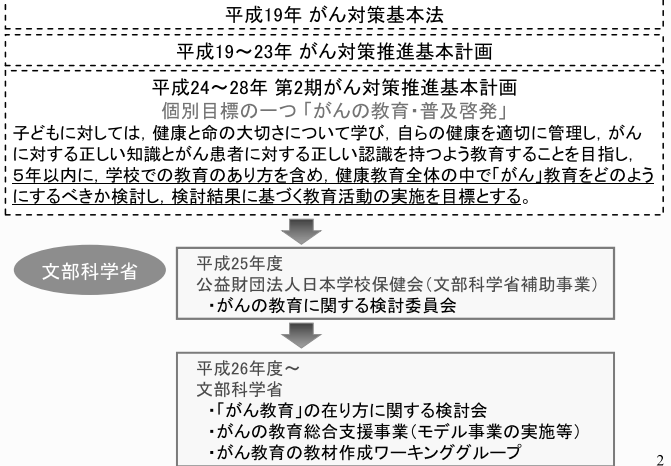 平成19年 がん対策基本法
平成19～23年 がん対策推進基本計画
平成24～28年 第2期がん対策推進基本計画
個別目標の一つ「がんの教育・普及啓発」
子どもに対しては, 健康と命の大切さについて学び, 自らの健康を適切に管理し, がん
に対する正しい知識とがん患者に対する正しい認識を持つよう教育することを目指し,
5年以内に, 学校での教育のあり方を含め, 健康教育全体の中で「がん」教育をどのよう
にするべきか検討し, 検討結果に基づく教育活動の実施を目標とする。
文部科学省
平成25年度
公益財団法人日本学校保健会(文部科学省補助事業)
・がんの教育に関する検討委員会
平成26年度～
文部科学省
・「がん教育」の在り方に関する検討会
・がんの教育総合支援事業(モデル事業の実施等)
・がん教育の教材作成ワーキンググループ
2